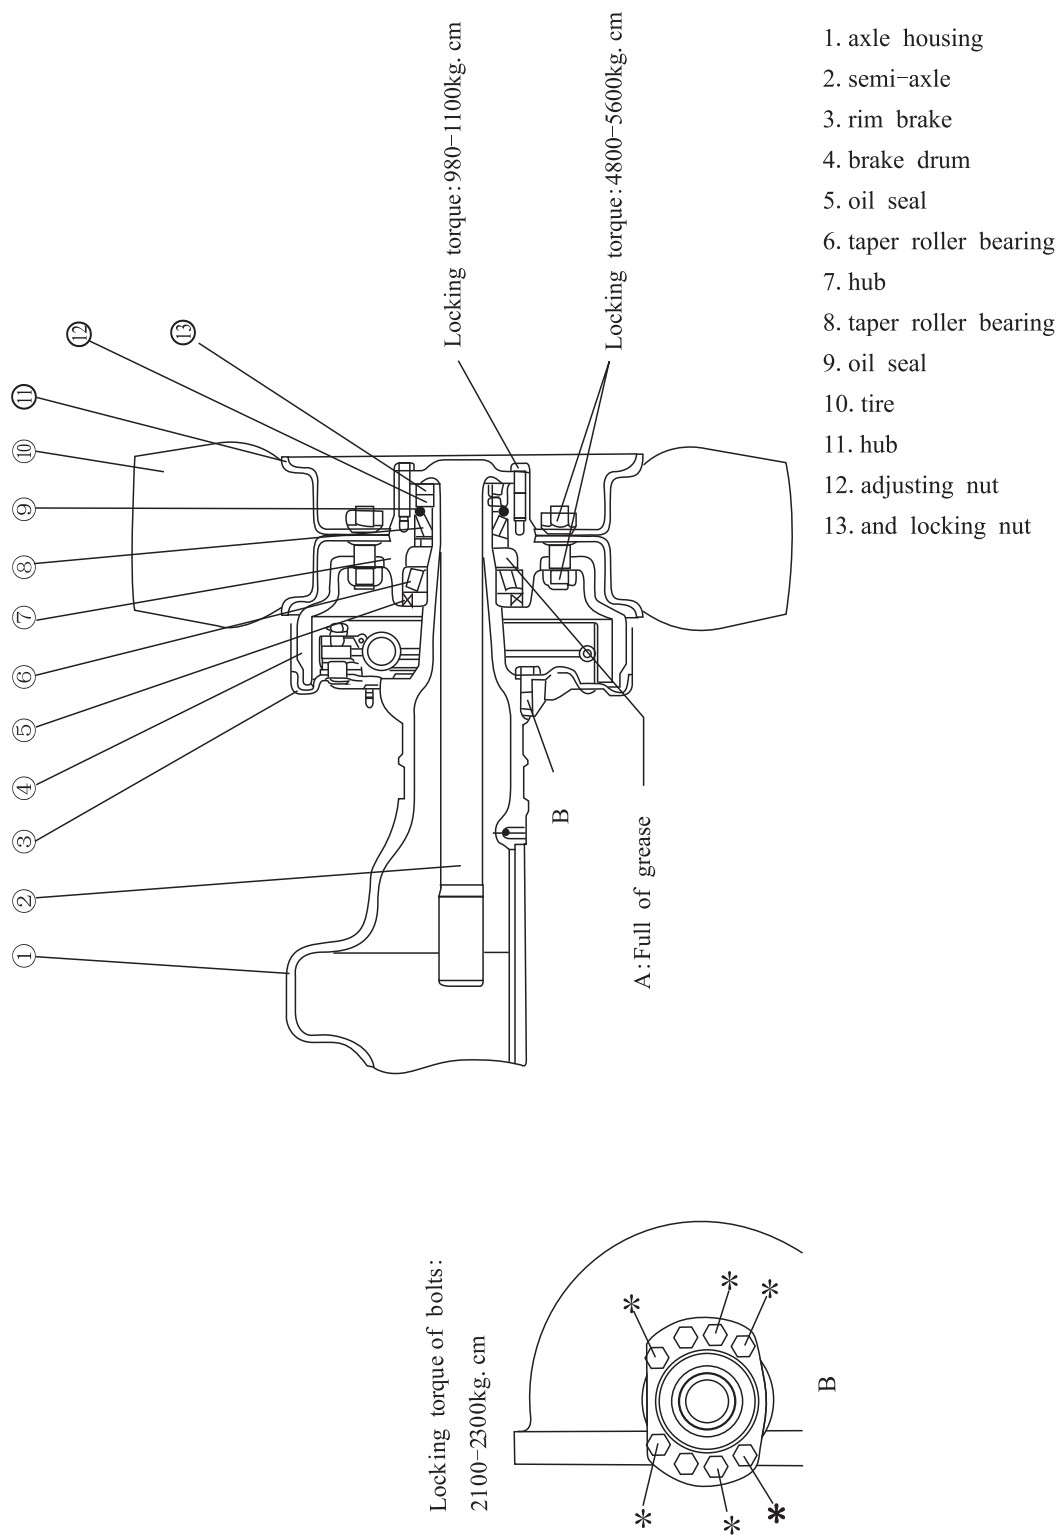 1. axle housing
2. semi-axle
3. rim brake
4. brake drum
5. oil seal
6. taper roller bearing
7. hub
8. taper roller bearing
9. oil seal
10. tire
11. hub
12. adjusting nut
13. and locking nut
Locking torque:980-1100kg.cm
Locking torque:4800-5600kg.cm
⑬
⑫
⑪
⑩
⑨
⑧
⑦
⑥
⑤
④
③
②
①
B
A:Full of grease
Locking torque of bolts:
2100-2300kg.cm
* * *
* * *
B